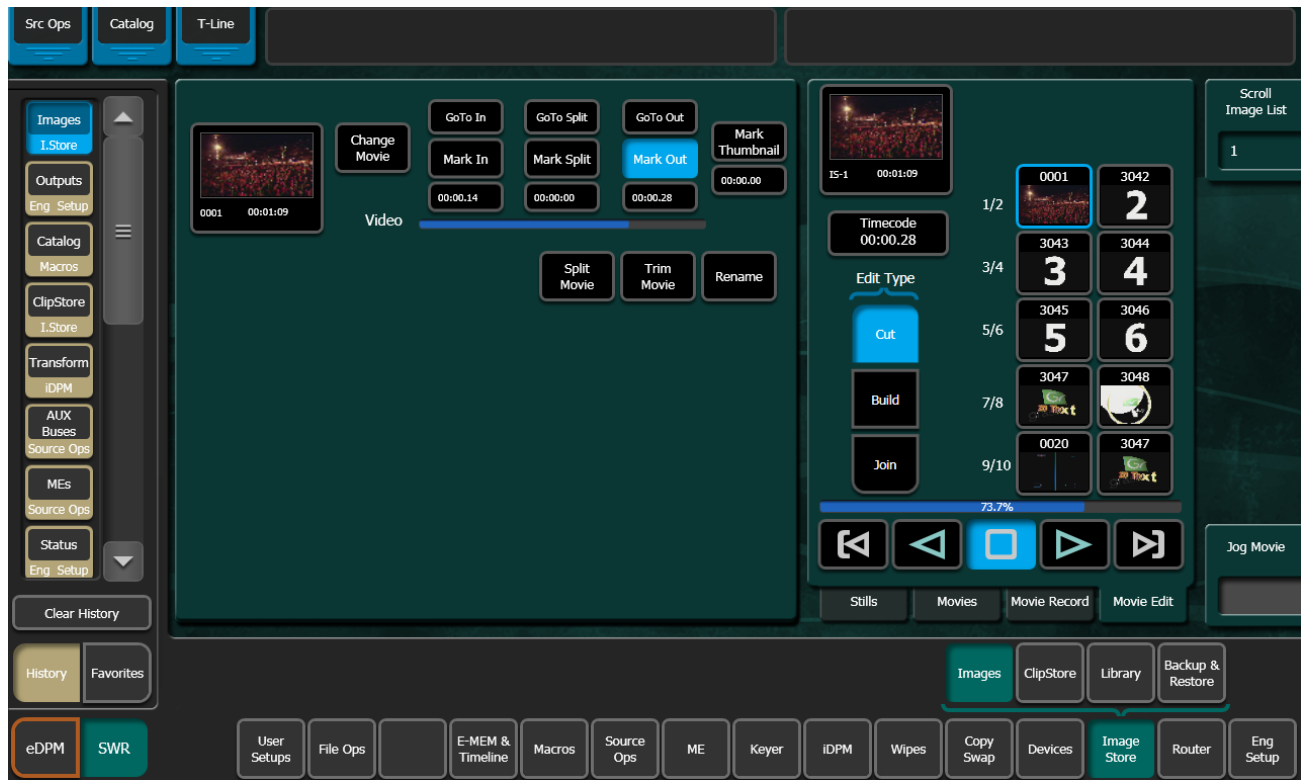 Src Ops
Catalog
T-Line
Images
I.Store
Outputs
Eng Setup
Catalog
Macros
ClipStore
I.Store
Transform
iDPM
AUX
Buses
Source Ops
MEs
Source Ops
Status
Eng Setup
Clear History
History
Favorites
eDPM
SWR
0001 00:01:09
Change
Movie
GoTo In
GoTo Split
GoTo Out
Mark In
Mark Split
Mark Out
Mark
Thumbnail
00:00.14
00:00:00
00:00.28
00:00.00
Video
Split
Movie
Trim
Movie
Rename
IS-1 00:01:09
Timecode
00:00.28
Edit Type
Cut
Build
Join
1/2
0001
3042
2
3/4
3043
3
3044
4
5/6
3045
5
3046
6
7/8
3047
3048
9/10
0020
3047
73.7%
Stills
Movies
Movie Record
Movie Edit
Scroll
Image List
1
Jog Movie
Images
ClipStore
Library
Backup &
Restore
User
Setups
File Ops
E-MEM &
Timeline
Macros
Source
Ops
ME
Keyer
iDPM
Wipes
Copy
Swap
Devices
Image
Store
Router
Eng
Setup